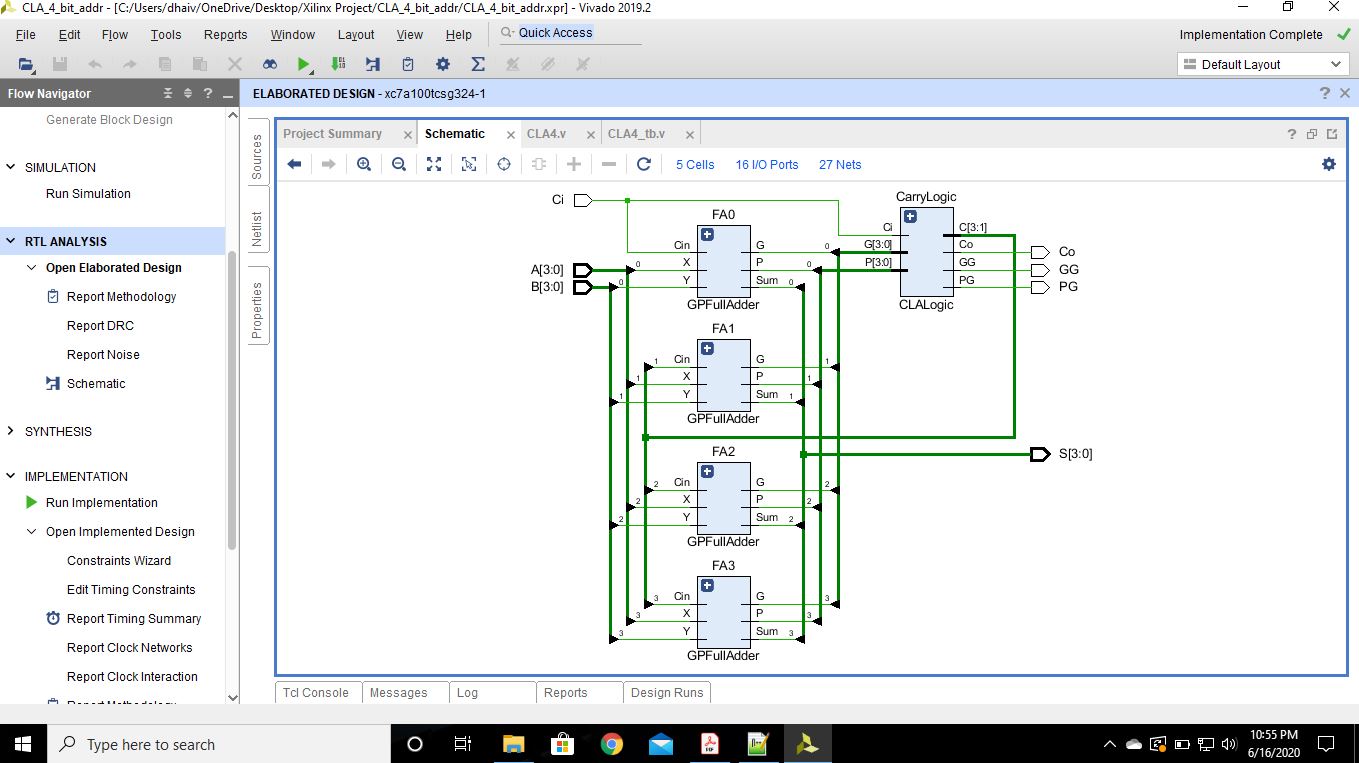 CLA_4_bit_addr - [C:/Users/dhaiv/OneDrive/Desktop/Xilinx Project/CLA_4_bit_addr/CLA_4_bit_addr.xpr] - Vivado 2019.2
File Edit Flow Tools Reports Window Layout View Help Quick Access Implementation Complete
Default Layout
Flow Navigator
Generate Block Design
SIMULATION
Run Simulation
RTL ANALYSIS
Open Elaborated Design
Report Methodology
Report DRC
Report Noise
Schematic
SYNTHESIS
IMPLEMENTATION
Run Implementation
Open Implemented Design
Constraints Wizard
Edit Timing Constraints
Report Timing Summary
Report Clock Networks
Report Clock Interaction
ELABORATED DESIGN - xc7a100tcsg324-1
Sources
Netlist
Properties
Project Summary Schematic CLA4.v CLA4_tb.v
5 Cells 16 I/O Ports 27 Nets
Ci
A[3:0]
B[3:0]
FA0
Cin G 0
0 X P 0
0 Y Sum 0
GPFullAdder
FA1
1 Cin G 1
1 X P 1
1 Y Sum 1
GPFullAdder
FA2
2 Cin G 2
2 X P 2
2 Y Sum 2
GPFullAdder
FA3
3 Cin G 3
3 X P 3
3 Y Sum 3
GPFullAdder
CarryLogic
Ci C[3:1]
G[3:0] Co
P[3:0] GG
PG
CLALogic
Co
GG
PG
S[3:0]
Tcl Console Messages Log Reports Design Runs
Type here to search
10:55 PM
6/16/2020